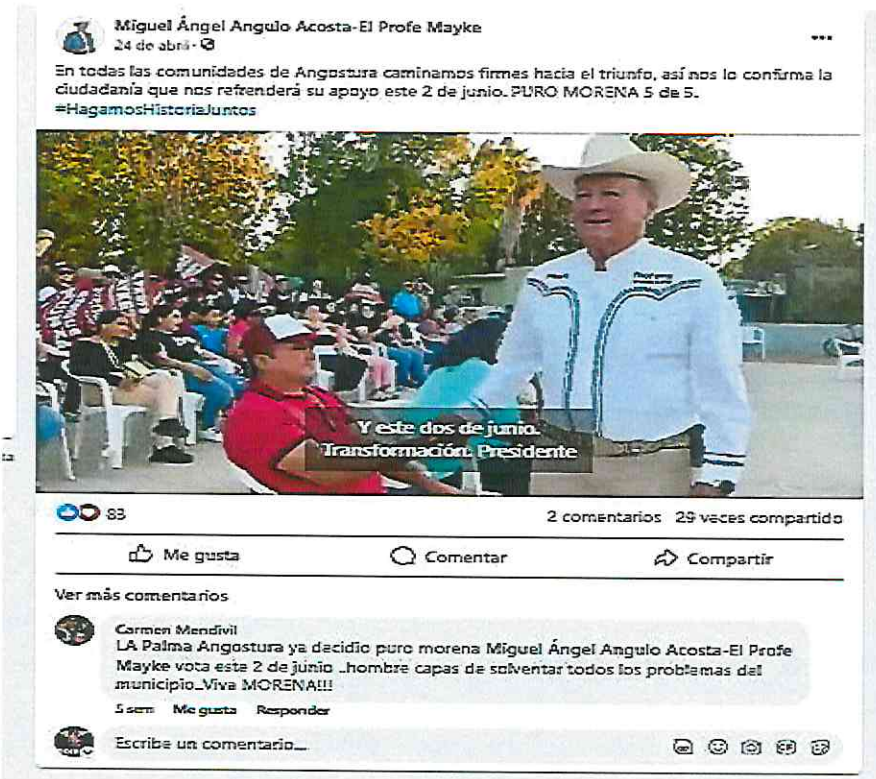 Miguel Ángel Angulo Acosta-El Profe Mayke
24 de abril
En todas las comunidades de Angostura caminamos firmes hacia el triunfo, así nos lo confirma la
ciudadanía que nos refrenderá su apoyo este 2 de junio. PURO MORENA 5 de 5.
#HagamosHistoriaJuntos
Y este dos de junio.
Transformación. Presidente
83
2 comentarios 29 veces compartido
Me gusta
Comentar
Compartir
Ver más comentarios
Carmen Mendivil
LA Palma Angostura ya decidio puro morena Miguel Ángel Angulo Acosta-El Profe
Mayke vota este 2 de junio ..hombre capas de solventar todos los problemas del
municipio..Viva MORENA!!!
5 sem Me gusta Responder
Escribe un comentario...
ta